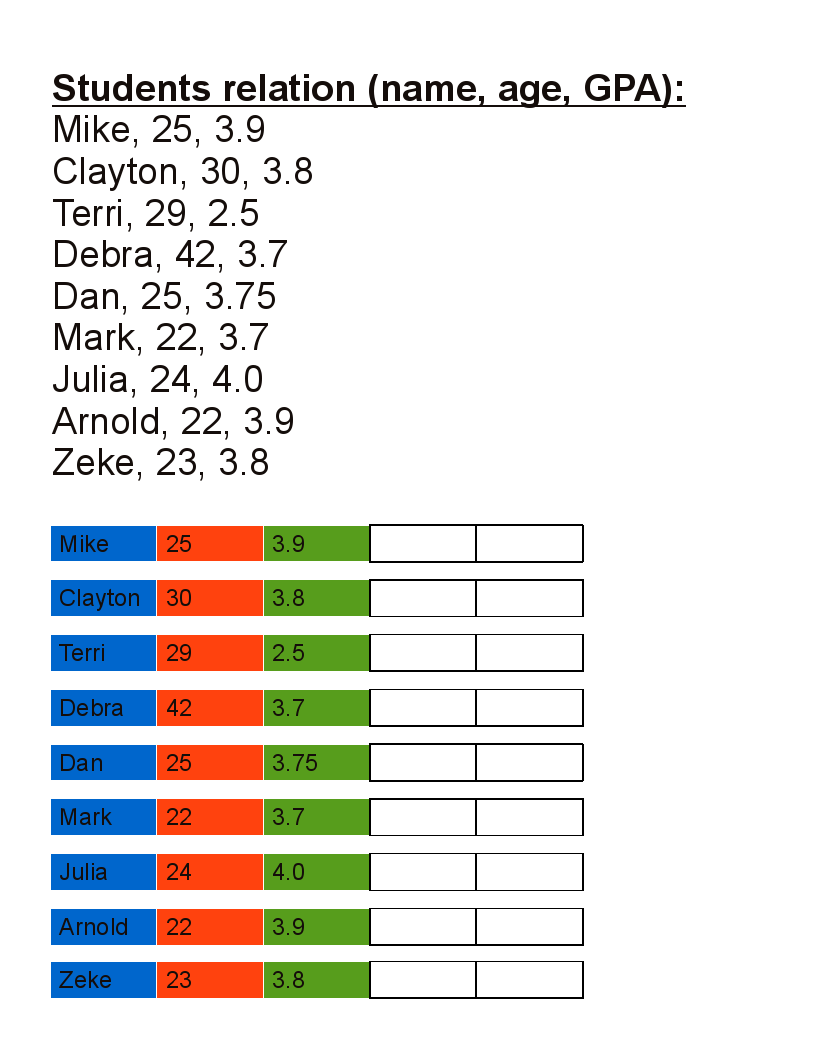 Students relation (name, age, GPA):
Mike, 25, 3.9
Clayton, 30, 3.8
Terri, 29, 2.5
Debra, 42, 3.7
Dan, 25, 3.75
Mark, 22, 3.7
Julia, 24, 4.0
Arnold, 22, 3.9
Zeke, 23, 3.8
Mike 25 3.9
Clayton 30 3.8
Terri 29 2.5
Debra 42 3.7
Dan 25 3.75
Mark 22 3.7
Julia 24 4.0
Arnold 22 3.9
Zeke 23 3.8